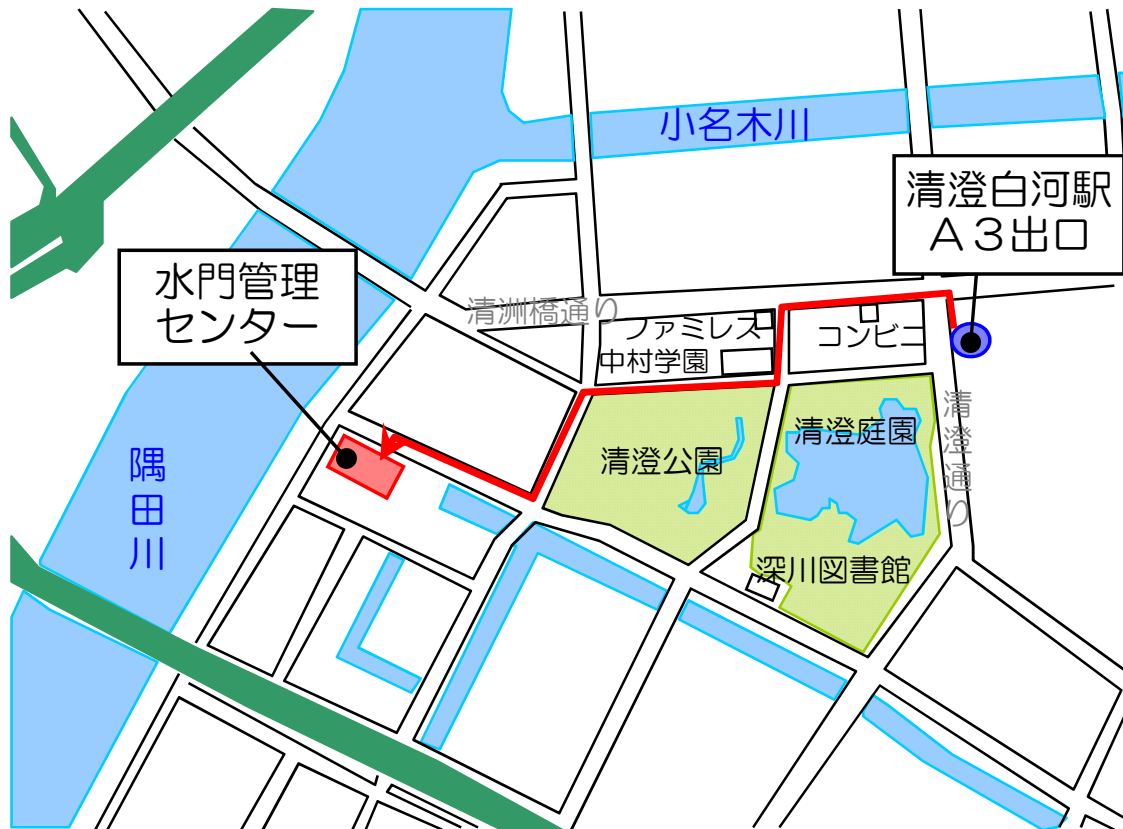 小名木川
清澄白河駅
A3出口
水門管理
センター
清洲橋通り
ファミレス
コンビニ
中村学園
清澄通り
清澄庭園
清澄公園
隅田川
深川図書館